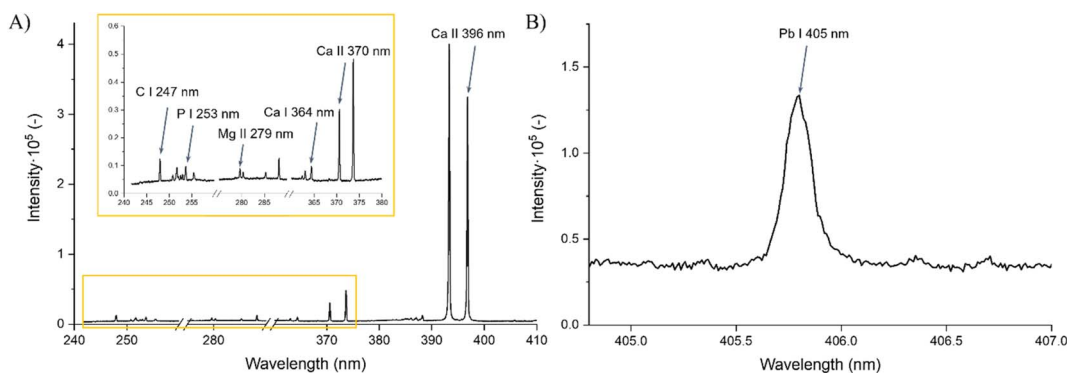 A)
B)
Ca II 396 nm
Pb I 405 nm
C I 247 nm
P I 253 nm
Mg II 279 nm
Ca I 364 nm
Ca II 370 nm
0.6
0.5
0.4
0.3
0.2
0.1
0.0
240 248 255 280 285 365 370 375 380
Intensity·10⁵ (-)
4
3
2
1
0
240 250 280 370 390 400 410
Wavelength (nm)
Intensity·10⁵ (-)
1.5
1.0
0.5
0.0
405.0 405.5 406.0 406.5 407.0
Wavelength (nm)